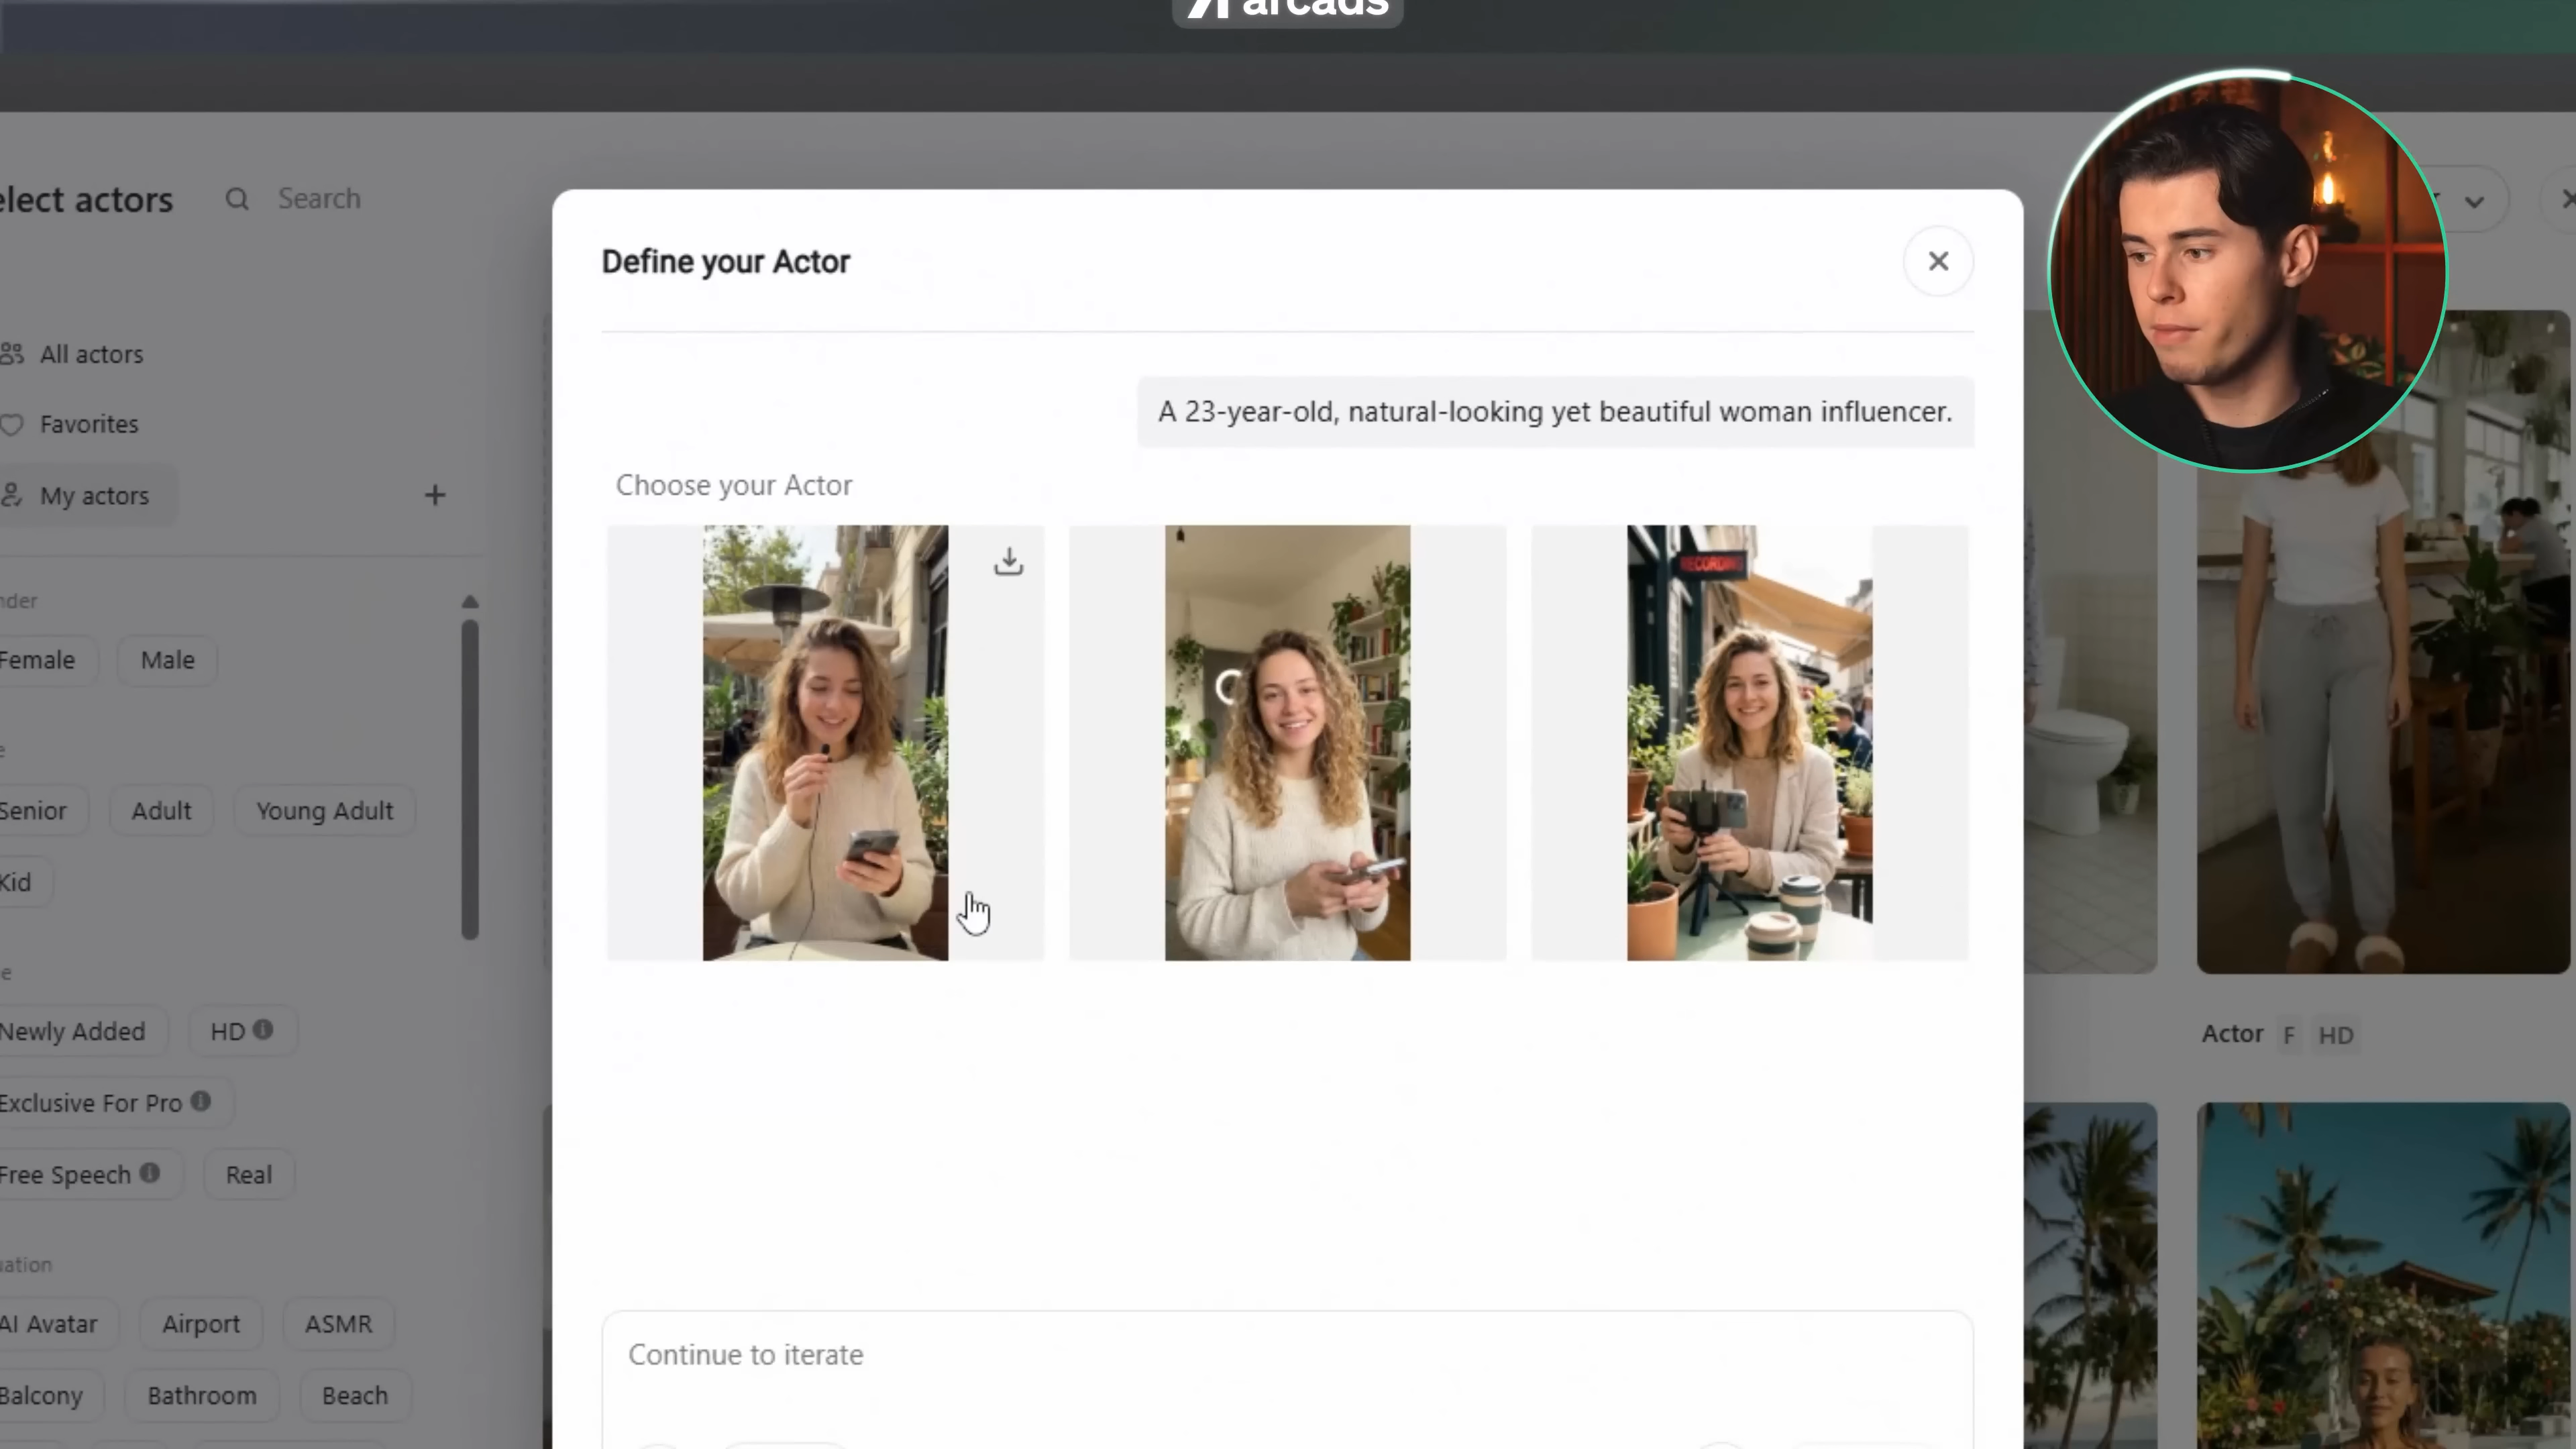 arcads
elect actors
Search
All actors
Favorites
My actors
nder
Female
Male
e
Senior
Adult
Young Adult
Kid
e
Newly Added
HD
Exclusive For Pro
Free Speech
Real
uation
AI Avatar
Airport
ASMR
Balcony
Bathroom
Beach
Define your Actor
A 23-year-old, natural-looking yet beautiful woman influencer.
Choose your Actor
RECORDING
Continue to iterate
Actor F HD